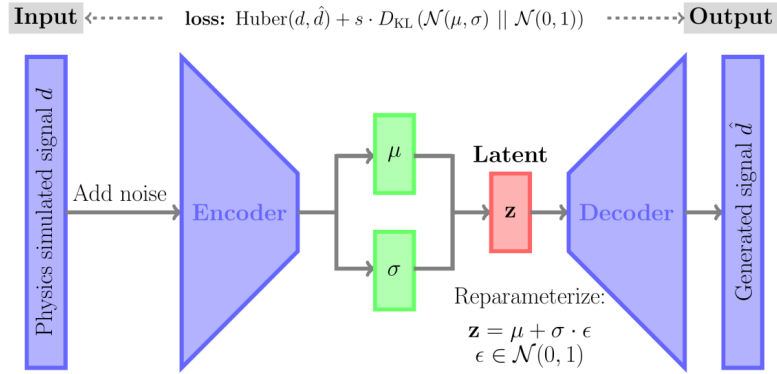 Input
loss: Huber(d, d̂) + s · D_KL (𝒩(μ, σ) || 𝒩(0, 1))
Output
Physics simulated signal d
Add noise
Encoder
μ
σ
Latent
z
Decoder
Generated signal d̂
Reparameterize:
z = μ + σ · ϵ
ϵ ∈ 𝒩(0, 1)